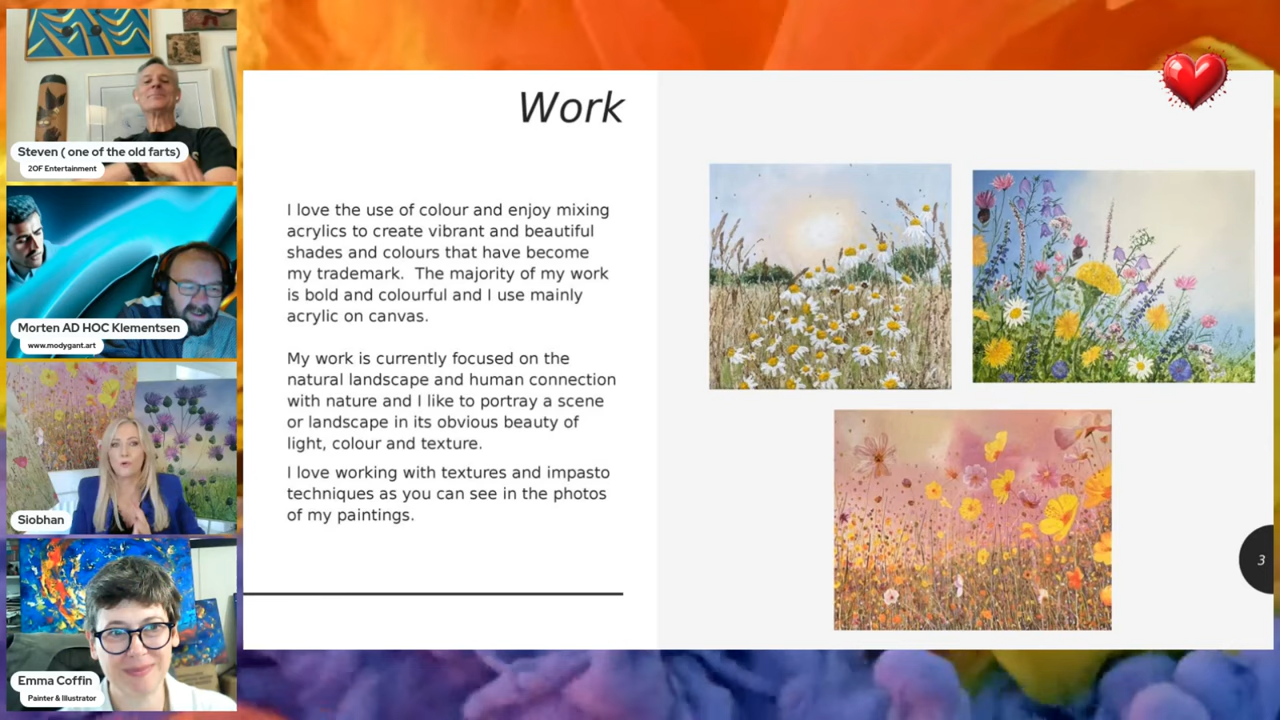 Steven ( one of the old farts)
2OF Entertainment
Morten AD HOC Klementsen
www.modygant.art
Siobhan
Emma Coffin
Painter & Illustrator
Work
I love the use of colour and enjoy mixing
acrylics to create vibrant and beautiful
shades and colours that have become
my trademark.  The majority of my work
is bold and colourful and I use mainly
acrylic on canvas.
My work is currently focused on the
natural landscape and human connection
with nature and I like to portray a scene
or landscape in its obvious beauty of
light, colour and texture.
I love working with textures and impasto
techniques as you can see in the photos
of my paintings.
3